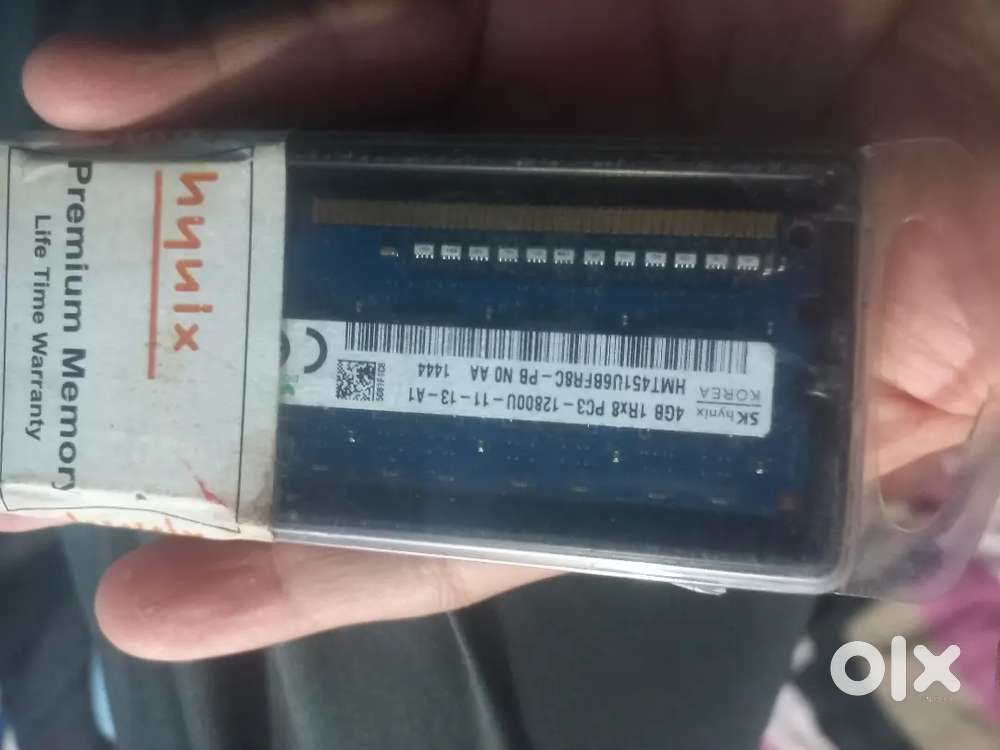 hynix
Premium Memory
Life Time Warranty
SK hynix
KOREA
4GB 1Rx8 PC3-12800U-11-13-A1
HMT451U6BFR8C-PB N0 AA 1444
olx